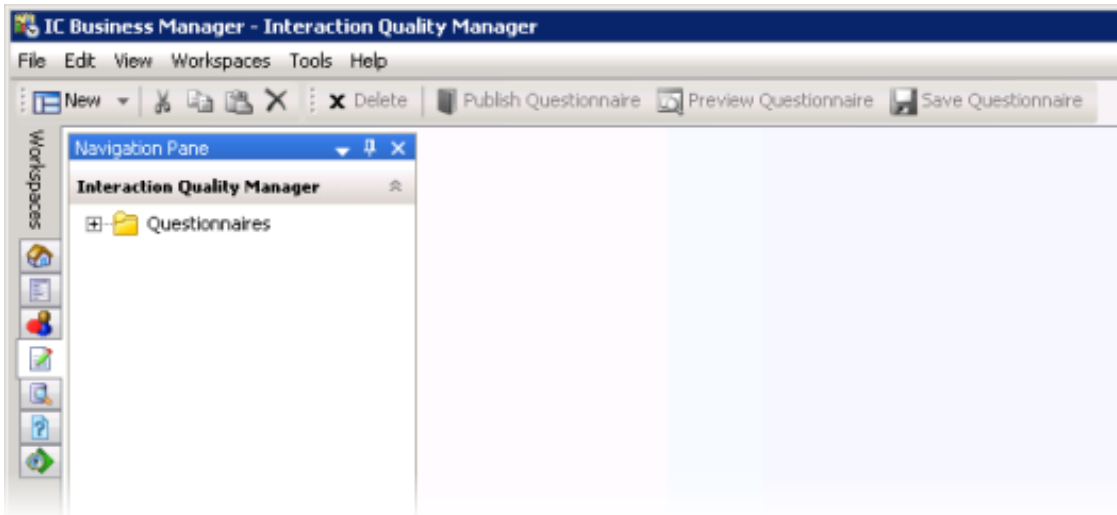 IC Business Manager - Interaction Quality Manager
File Edit View Workspaces Tools Help
New Delete Publish Questionnaire Preview Questionnaire Save Questionnaire
Workspaces
Navigation Pane
Interaction Quality Manager
Questionnaires